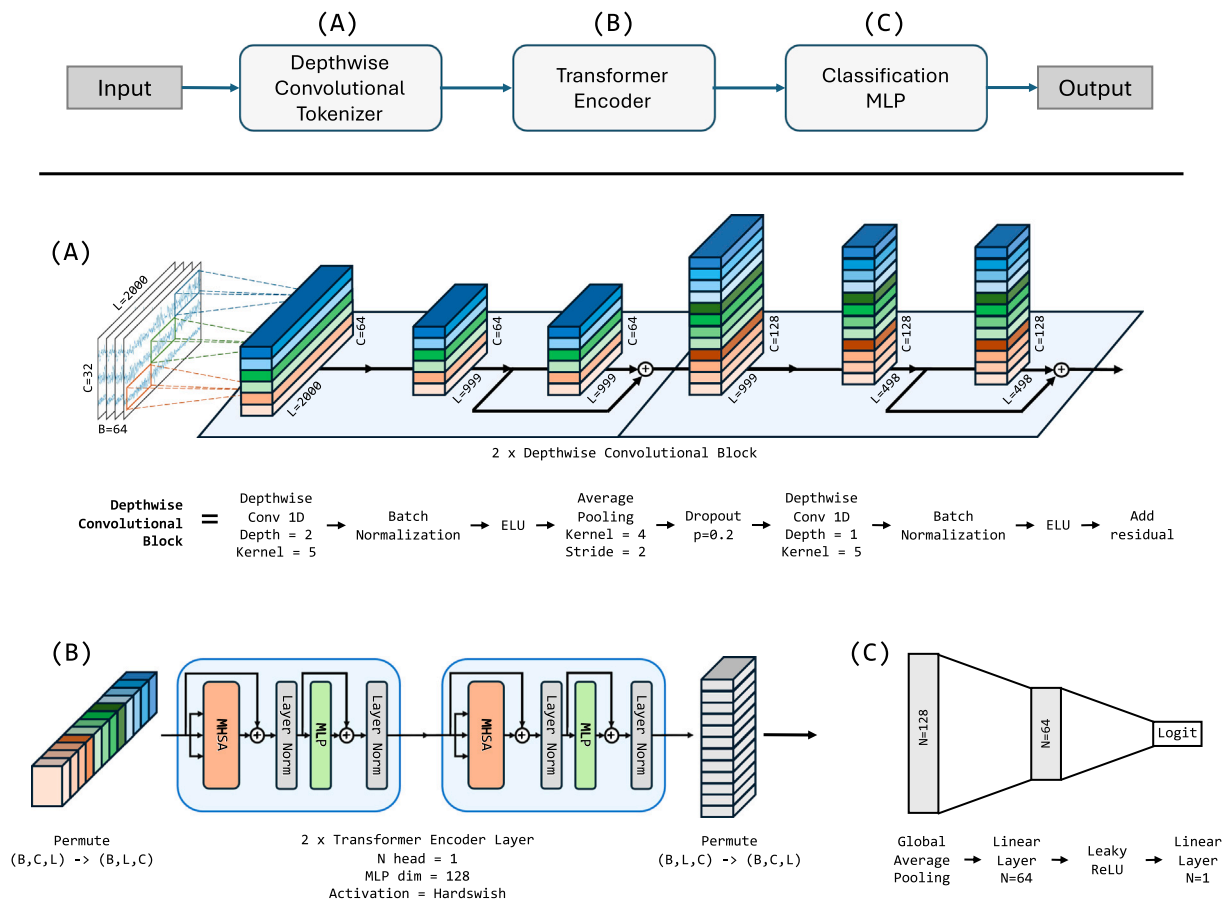 (A)
(B)
(C)
Input
Depthwise
Convolutional
Tokenizer
Transformer
Encoder
Classification
MLP
Output
(A)
L=2000
C=32
B=64
C=64
L=2000
C=64
L=999
C=64
L=999
C=128
L=999
C=128
L=498
C=128
L=498
2 x Depthwise Convolutional Block
Depthwise
Convolutional
Block
=
Depthwise
Conv 1D
Depth = 2
Kernel = 5
Batch
Normalization
ELU
Average
Pooling
Kernel = 4
Stride = 2
Dropout
p=0.2
Depthwise
Conv 1D
Depth = 1
Kernel = 5
Batch
Normalization
ELU
Add
residual
(B)
MHSA
Layer Norm
MLP
Layer Norm
MHSA
Layer Norm
MLP
Layer Norm
Permute
(B,C,L) -> (B,L,C)
2 x Transformer Encoder Layer
N head = 1
MLP dim = 128
Activation = Hardswish
Permute
(B,L,C) -> (B,C,L)
(C)
N=128
N=64
Logit
Global
Average
Pooling
Linear
Layer
N=64
Leaky
ReLU
Linear
Layer
N=1